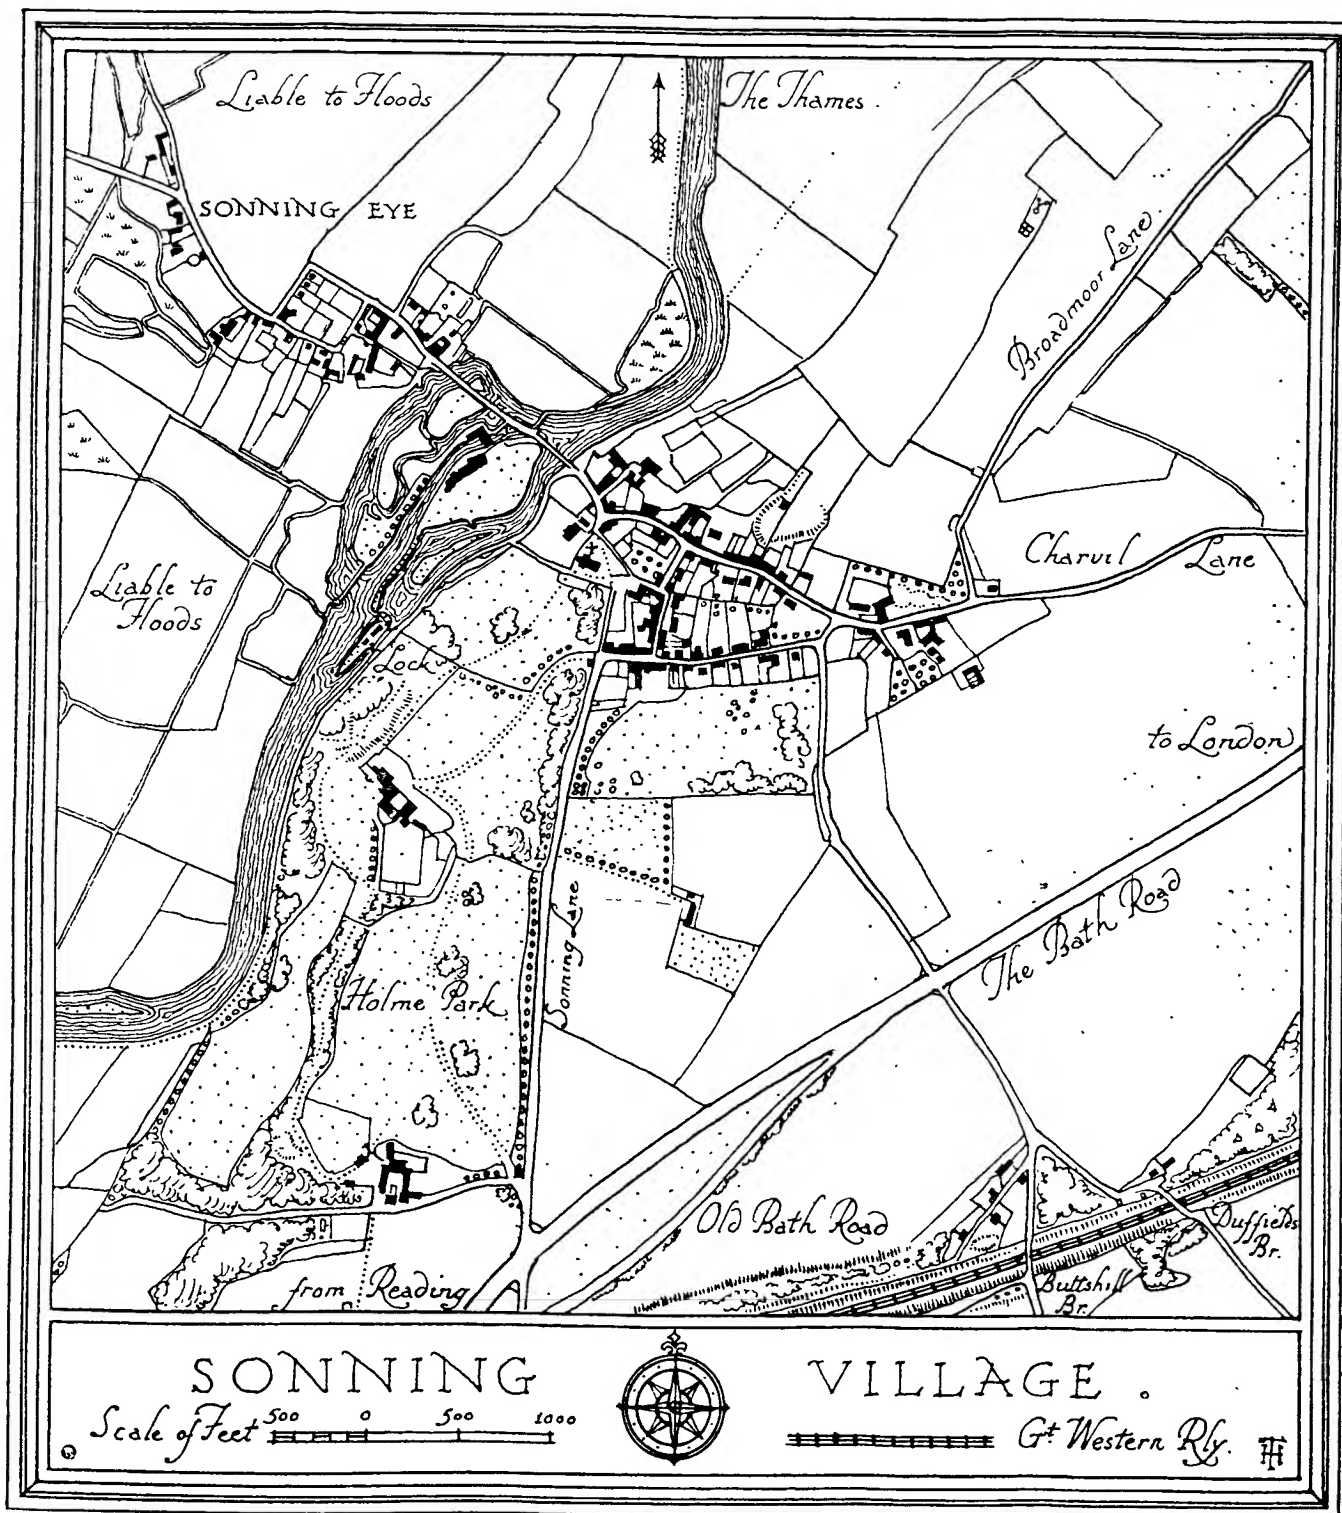 Liable to Floods
The Thames.
SONNING EYE
Broadmoor Lane.
Charvil Lane
Liable to
Floods
Lock
to London
The Bath Road
Sonning Lane
Holme Park
Old Bath Road
Duffields
Br.
from Reading
Buttshill
Br.
SONNING VILLAGE.
Scale of Feet 500 0 500 1000
Gt Western Rly.